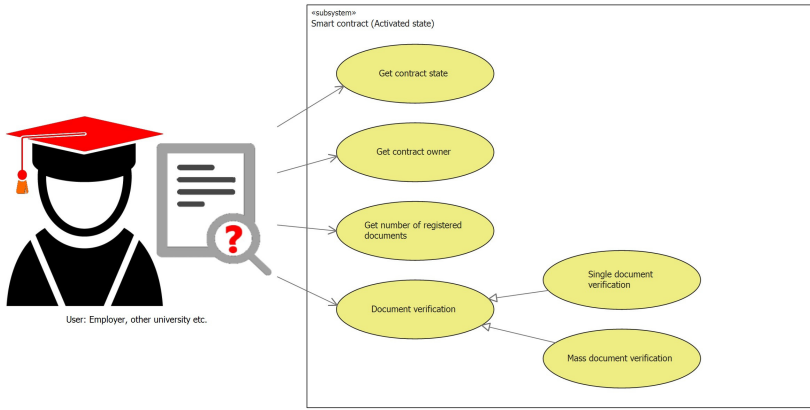 «subsystem»
Smart contract (Activated state)
Get contract state
Get contract owner
Get number of registered
documents
?
Document verification
Single document
verification
Mass document verification
User: Employer, other university etc.